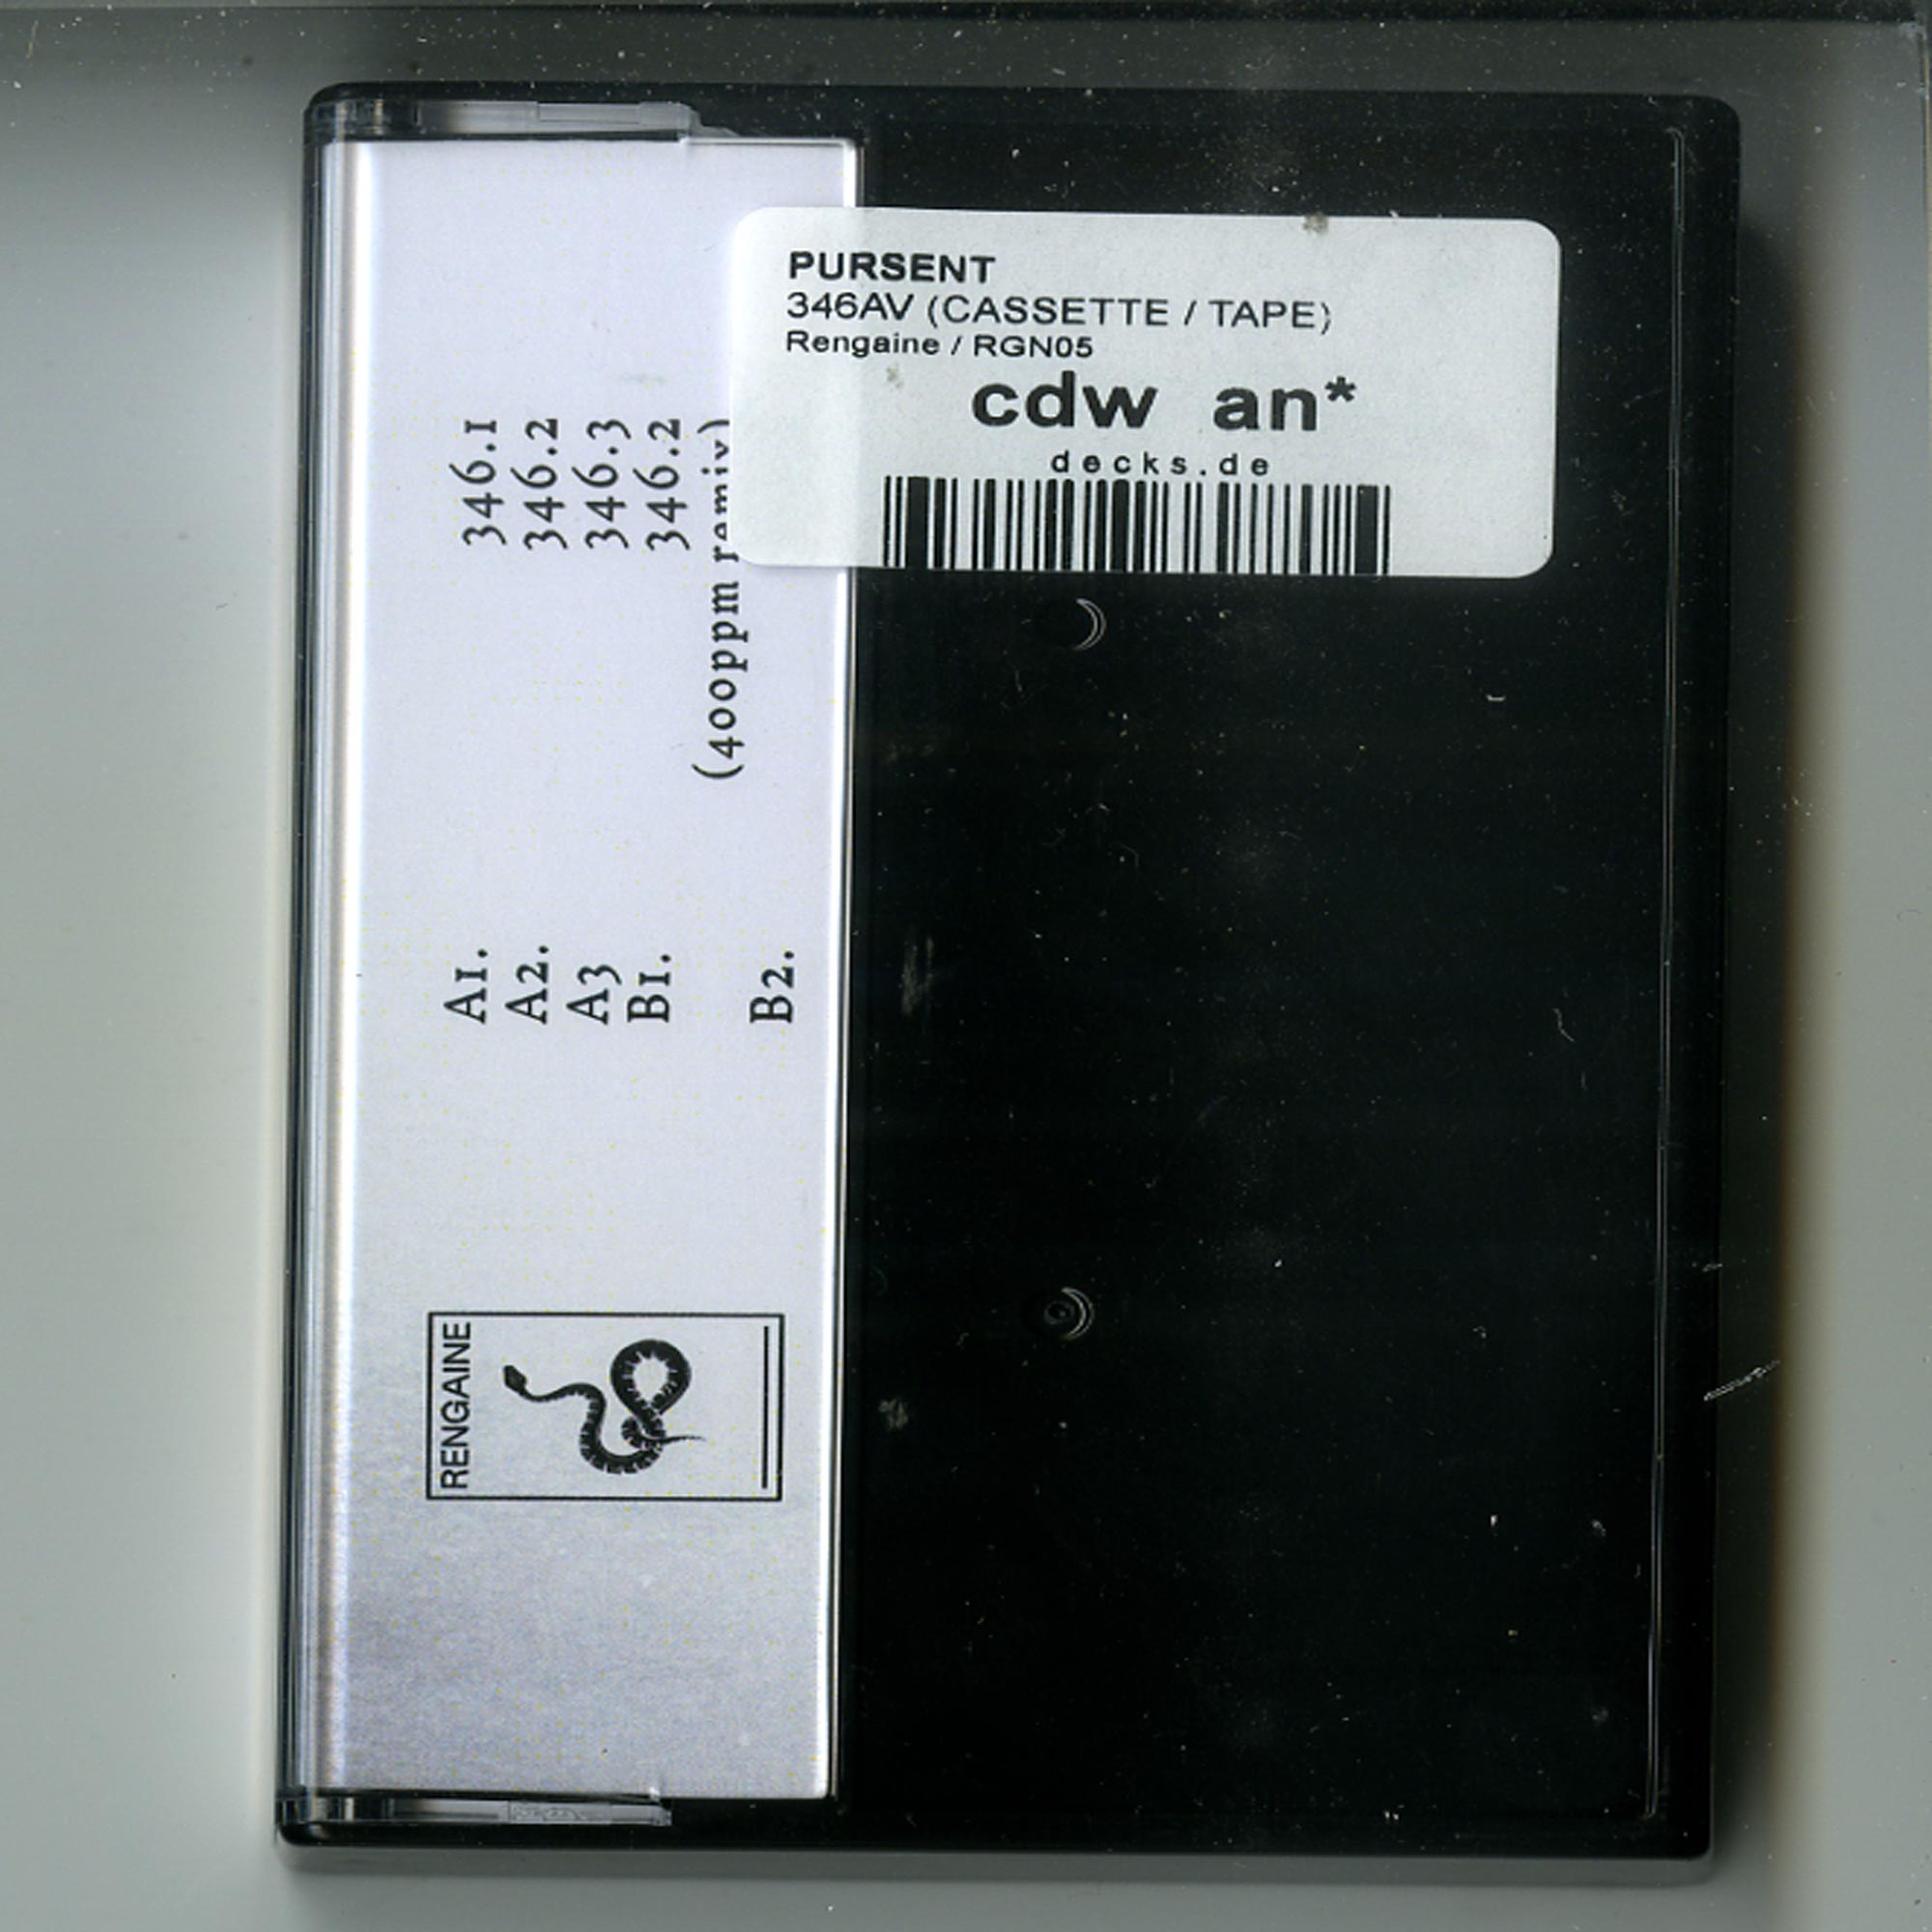 PURSENT
346AV (CASSETTE / TAPE)
Rengaine / RGN05
cdw an*
decks.de
A1. 346.1
A2. 346.2
A3 346.3
B1. 346.2
(400ppm remix)
B2.
RENGAINE